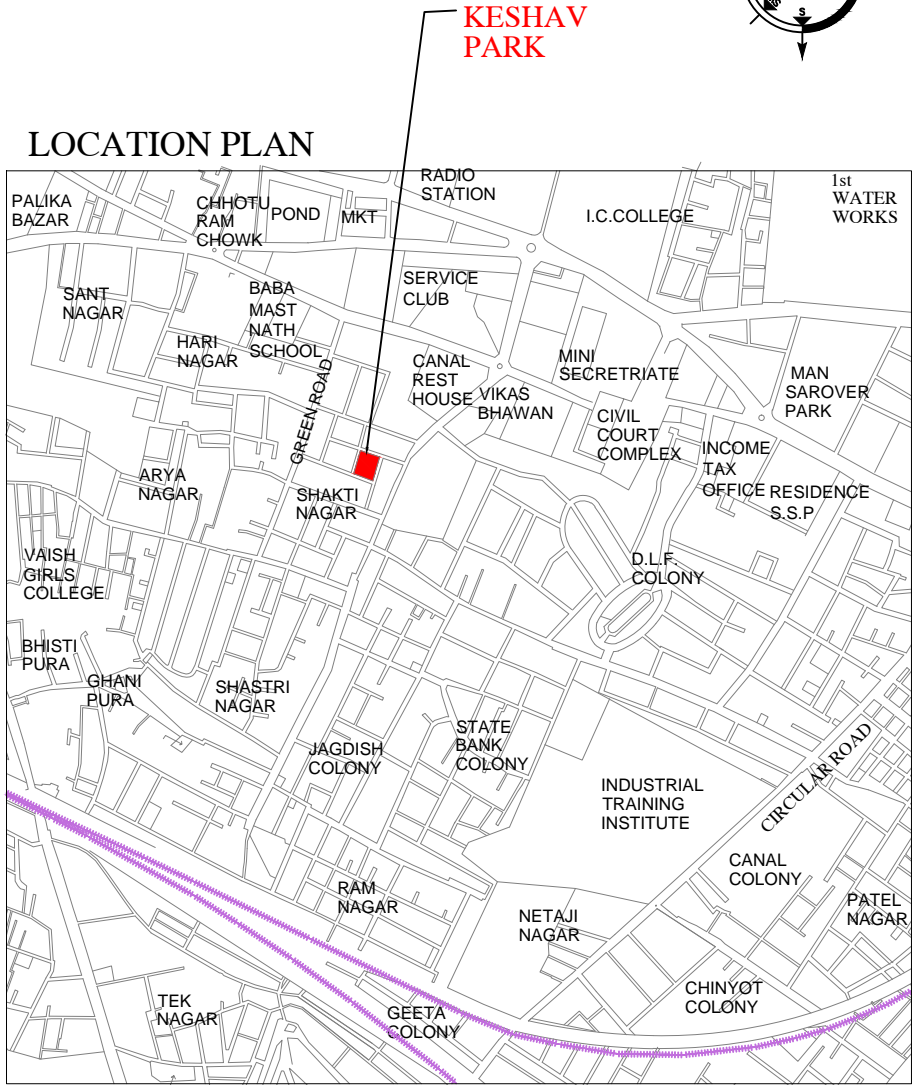 KESHAV
PARK
S
LOCATION PLAN
RADIO
STATION
1st
WATER
WORKS
PALIKA
BAZAR
CHHOTU
RAM
CHOWK
POND
MKT
I.C.COLLEGE
SERVICE
CLUB
SANT
NAGAR
BABA
MAST
NATH
SCHOOL
HARI
NAGAR
GREEN ROAD
CANAL
REST
HOUSE
VIKAS
BHAWAN
MINI
SECRETRIATE
MAN
SAROVER
PARK
CIVIL
COURT
COMPLEX
INCOME
TAX
OFFICE
RESIDENCE
S.S.P
ARYA
NAGAR
SHAKTI
NAGAR
VAISH
GIRLS
COLLEGE
D.L.F.
COLONY
BHISTI
PURA
GHANI
PURA
SHASTRI
NAGAR
JAGDISH
COLONY
STATE
BANK
COLONY
INDUSTRIAL
TRAINING
INSTITUTE
CIRCULAR ROAD
CANAL
COLONY
RAM
NAGAR
NETAJI
NAGAR
PATEL
NAGAR
CHINYOT
COLONY
TEK
NAGAR
GEETA
COLONY